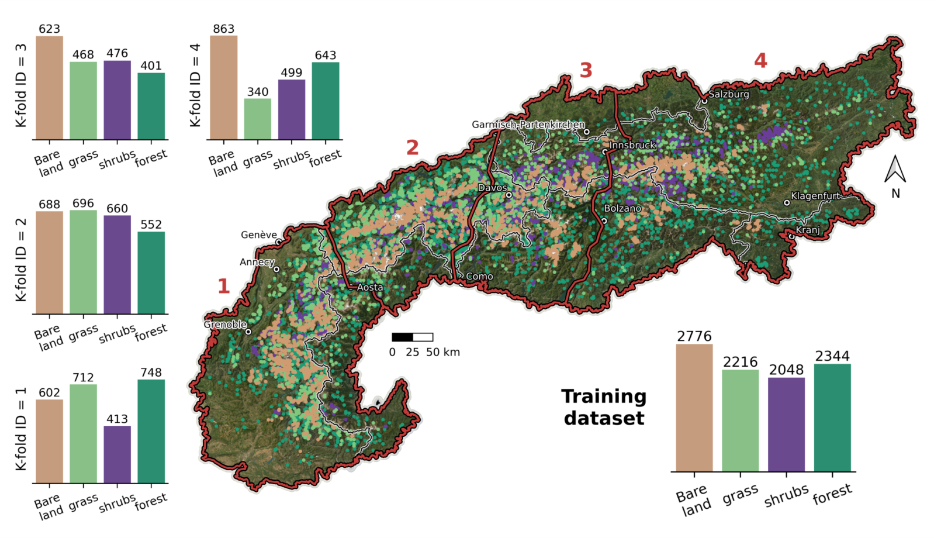 K-fold ID = 3
623
468
476
401
Bare land
grass
shrubs
forest
K-fold ID = 4
863
340
499
643
Bare land
grass
shrubs
forest
K-fold ID = 2
688
696
660
552
Bare land
grass
shrubs
forest
K-fold ID = 1
602
712
413
748
Bare land
grass
shrubs
forest
1
2
3
4
Salzburg
Garmisch-Partenkirchen
Innsbruck
Davos
Bolzano
Klagenfurt
Kranj
Genève
Annecy
Como
Aosta
Grenoble
N
0 25 50 km
Training
dataset
2776
2216
2048
2344
Bare land
grass
shrubs
forest